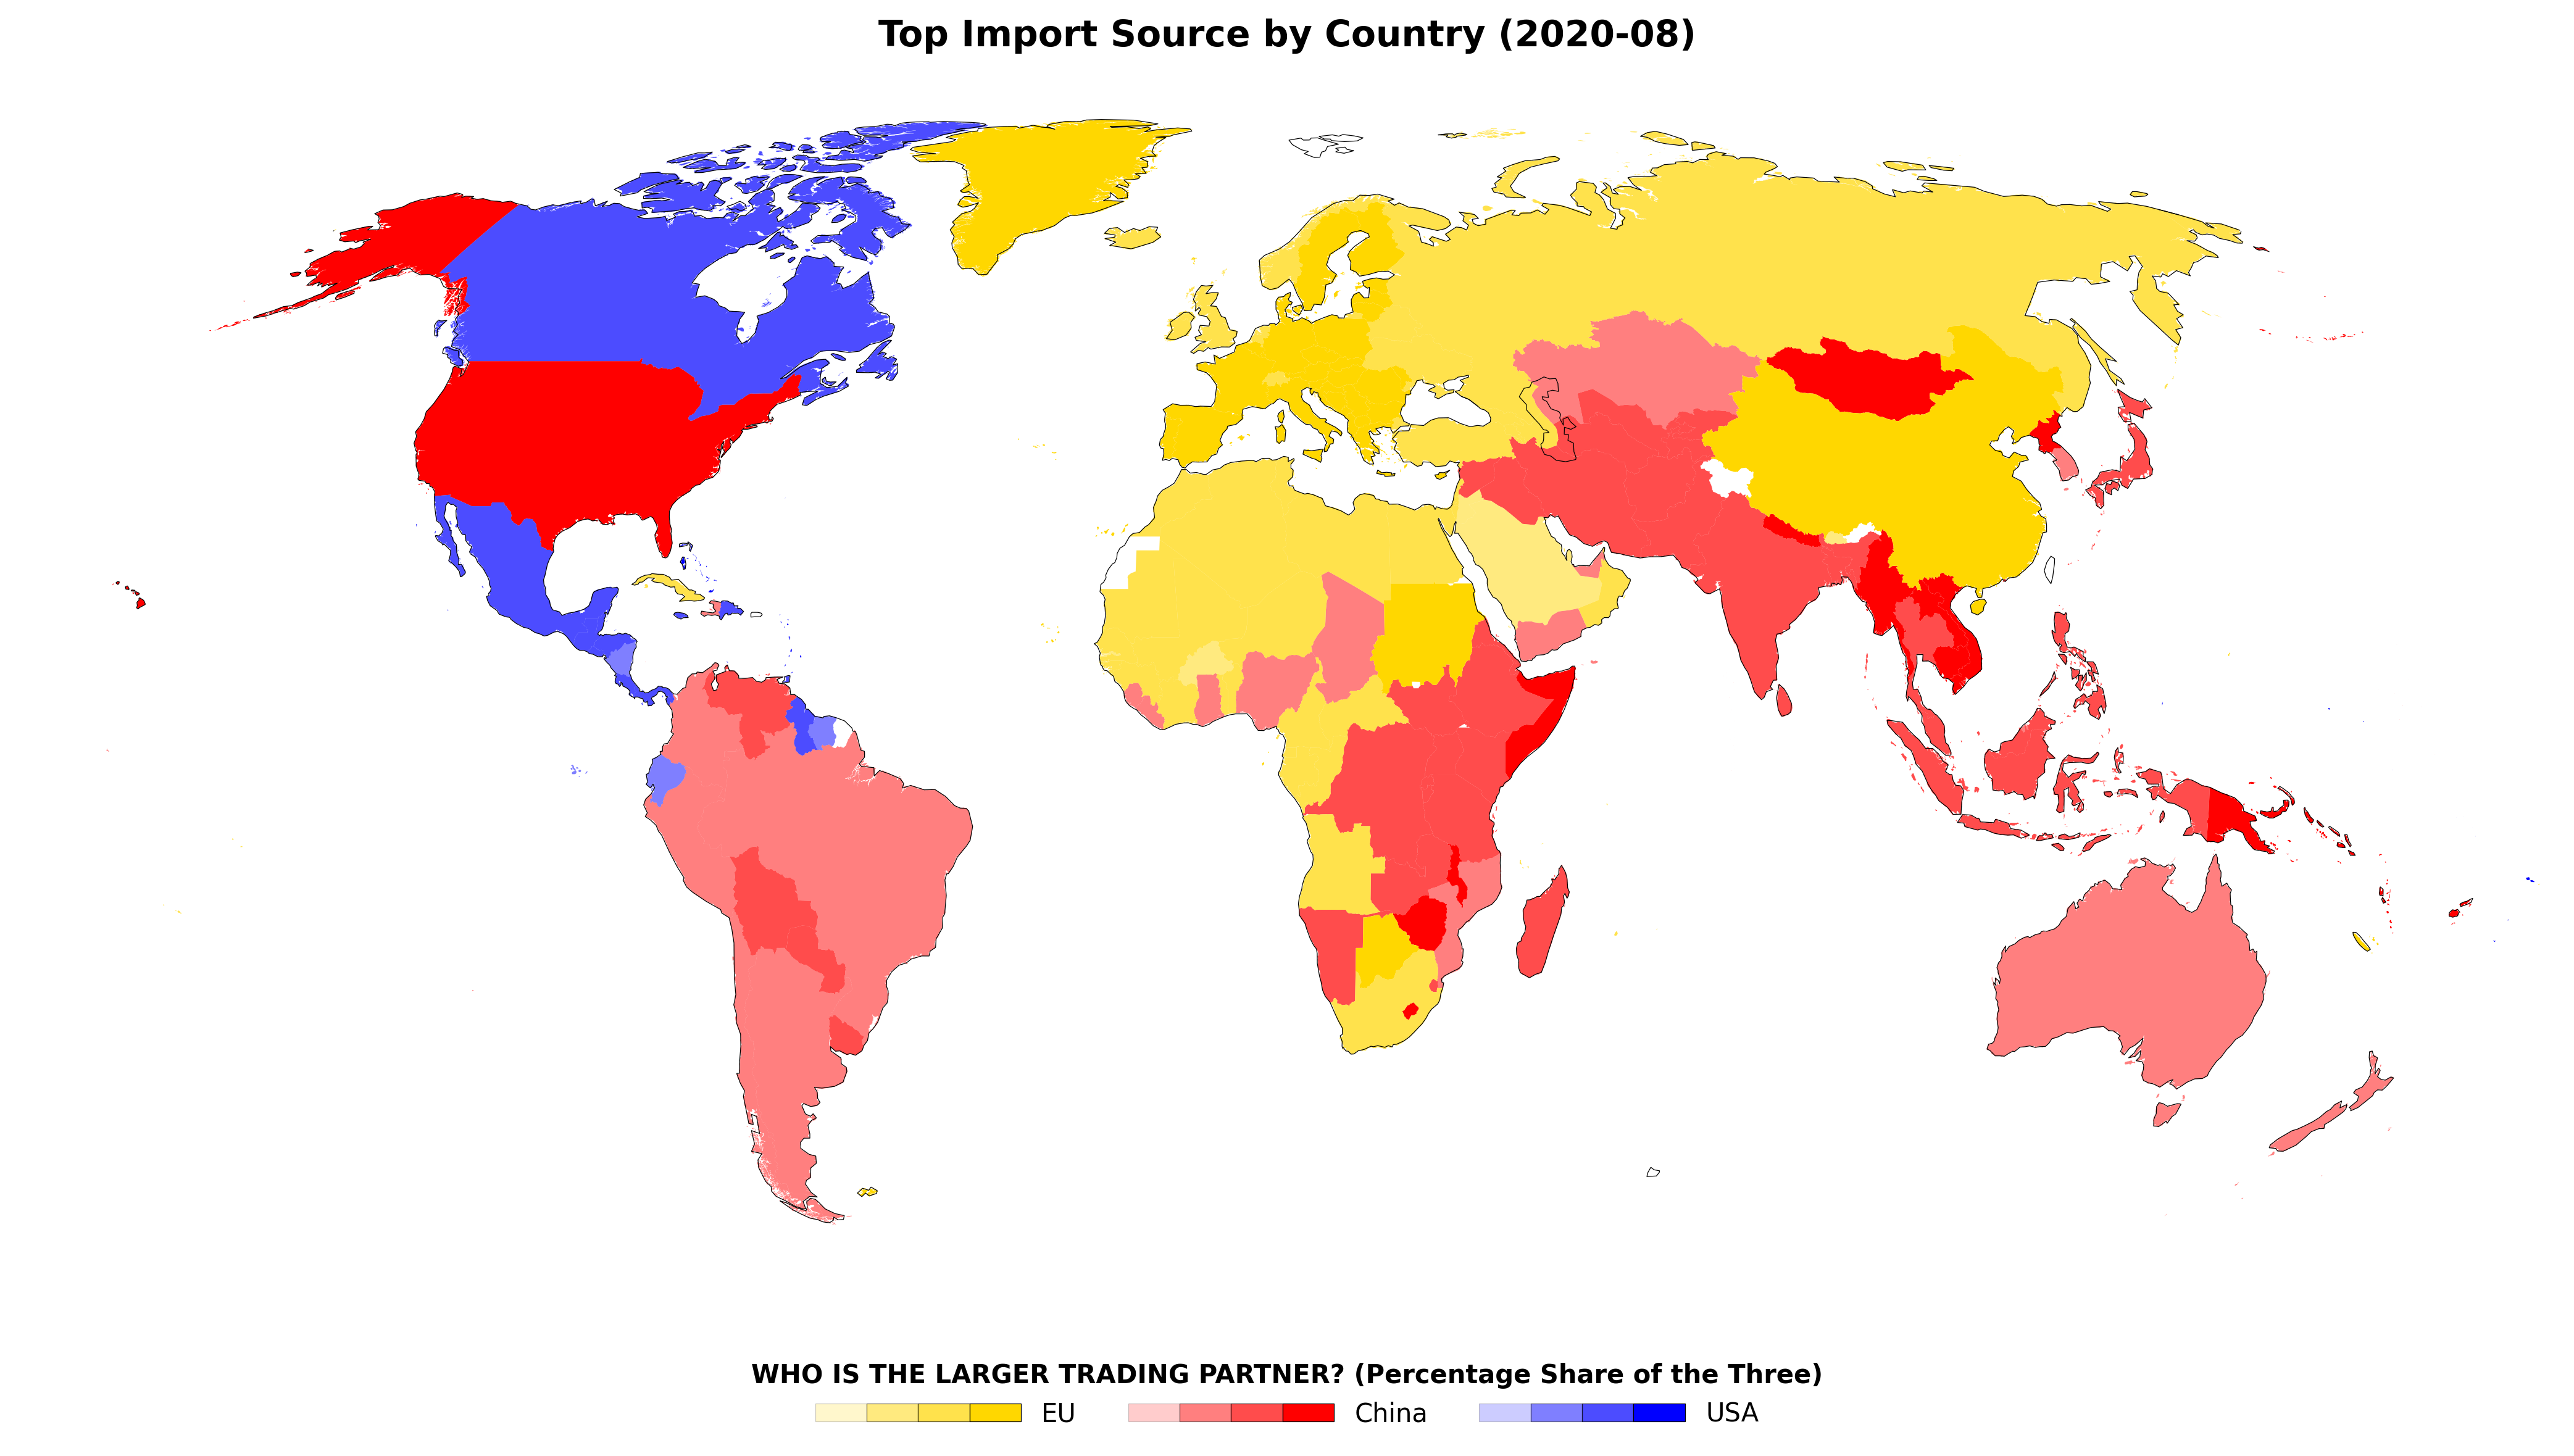 Top Import Source by Country (2020-08)
WHO IS THE LARGER TRADING PARTNER? (Percentage Share of the Three)
EU China USA